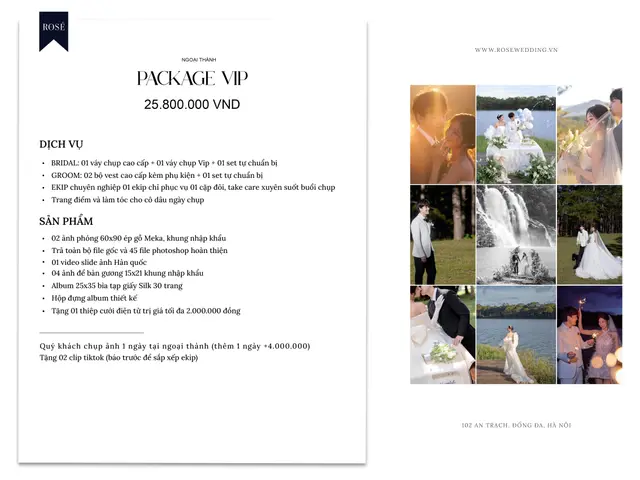 ROSÉ
NGOẠI THÀNH
PACKAGE VIP
25.800.000 VND
DỊCH VỤ
• BRIDAL: 01 váy chụp cao cấp + 01 váy chụp Vip + 01 set tự chuẩn bị
• GROOM: 02 bộ vest cao cấp kèm phụ kiện + 01 set tự chuẩn bị
• EKIP chuyên nghiệp 01 ekip chỉ phục vụ 01 cặp đôi, take care xuyên suốt buổi chụp
• Trang điểm và làm tóc cho cô dâu ngày chụp
SẢN PHẨM
• 02 ảnh phóng 60x90 ép gỗ Meka, khung nhập khẩu
• Trả toàn bộ file gốc và 45 file photoshop hoàn thiện
• 01 video slide ảnh Hàn quốc
• 04 ảnh để bàn gương 15x21 khung nhập khẩu
• Album 25x35 bìa tạp giấy Silk 30 trang
• Hộp đựng album thiết kế
• Tặng 01 thiệp cưới điện tử trị giá tối đa 2.000.000 đồng
Quý khách chụp ảnh 1 ngày tại ngoại thành (thêm 1 ngày +4.000.000)
Tặng 02 clip tiktok (báo trước để sắp xếp ekip)
WWW.ROSEWEDDING.VN
102 AN TRẠCH, ĐỐNG ĐA, HÀ NỘI